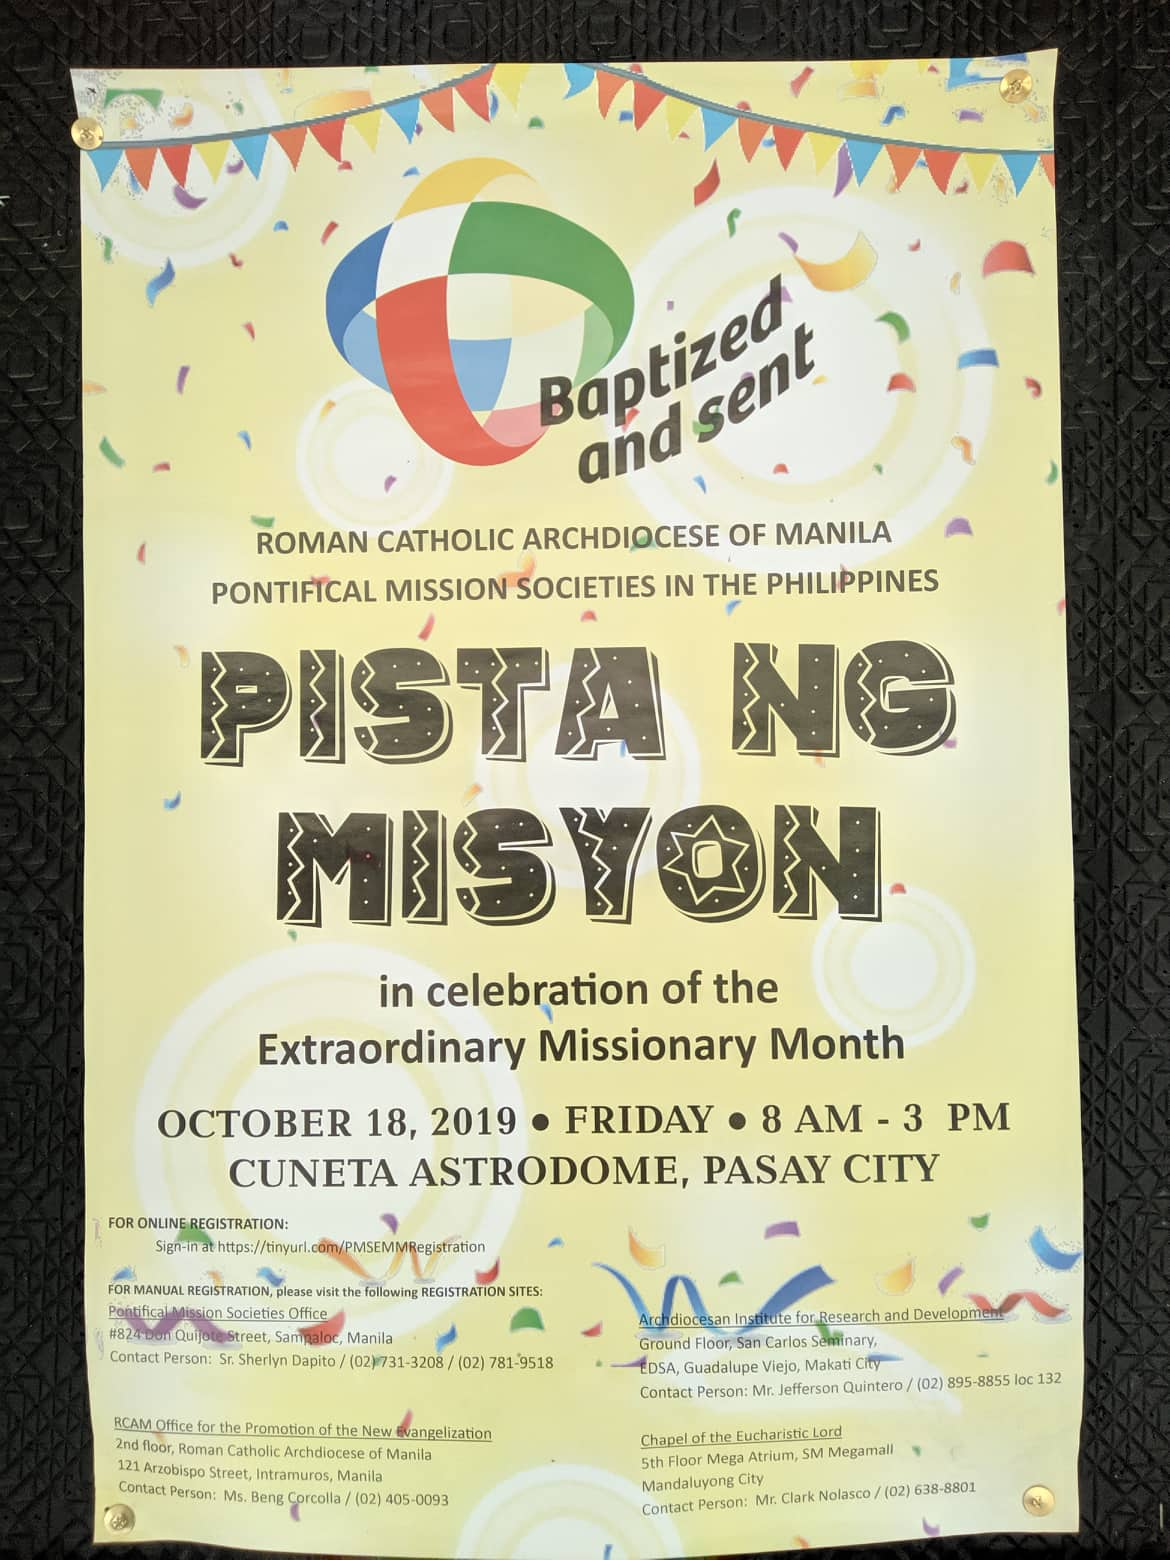 Baptized
and sent
ROMAN CATHOLIC ARCHDIOCESE OF MANILA
PONTIFICAL MISSION SOCIETIES IN THE PHILIPPINES
PISTA NG
MISYON
in celebration of the
Extraordinary Missionary Month
OCTOBER 18, 2019 ● FRIDAY ● 8 AM - 3 PM
CUNETA ASTRODOME, PASAY CITY
FOR ONLINE REGISTRATION:
Sign-in at https://tinyurl.com/PMSEMMRegistration
FOR MANUAL REGISTRATION, please visit the following REGISTRATION SITES:
Pontifical Mission Societies Office
#824 Don Quijote Street, Sampaloc, Manila
Contact Person: Sr. Sherlyn Dapito / (02) 731-3208 / (02) 781-9518
RCAM Office for the Promotion of the New Evangelization
2nd floor, Roman Catholic Archdiocese of Manila
121 Arzobispo Street, Intramuros, Manila
Contact Person: Ms. Beng Corcolla / (02) 405-0093
Archdiocesan Institute for Research and Development
Ground Floor, San Carlos Seminary,
EDSA, Guadalupe Viejo, Makati City
Contact Person: Mr. Jefferson Quintero / (02) 895-8855 loc 132
Chapel of the Eucharistic Lord
5th Floor Mega Atrium, SM Megamall
Mandaluyong City
Contact Person: Mr. Clark Nolasco / (02) 638-8801